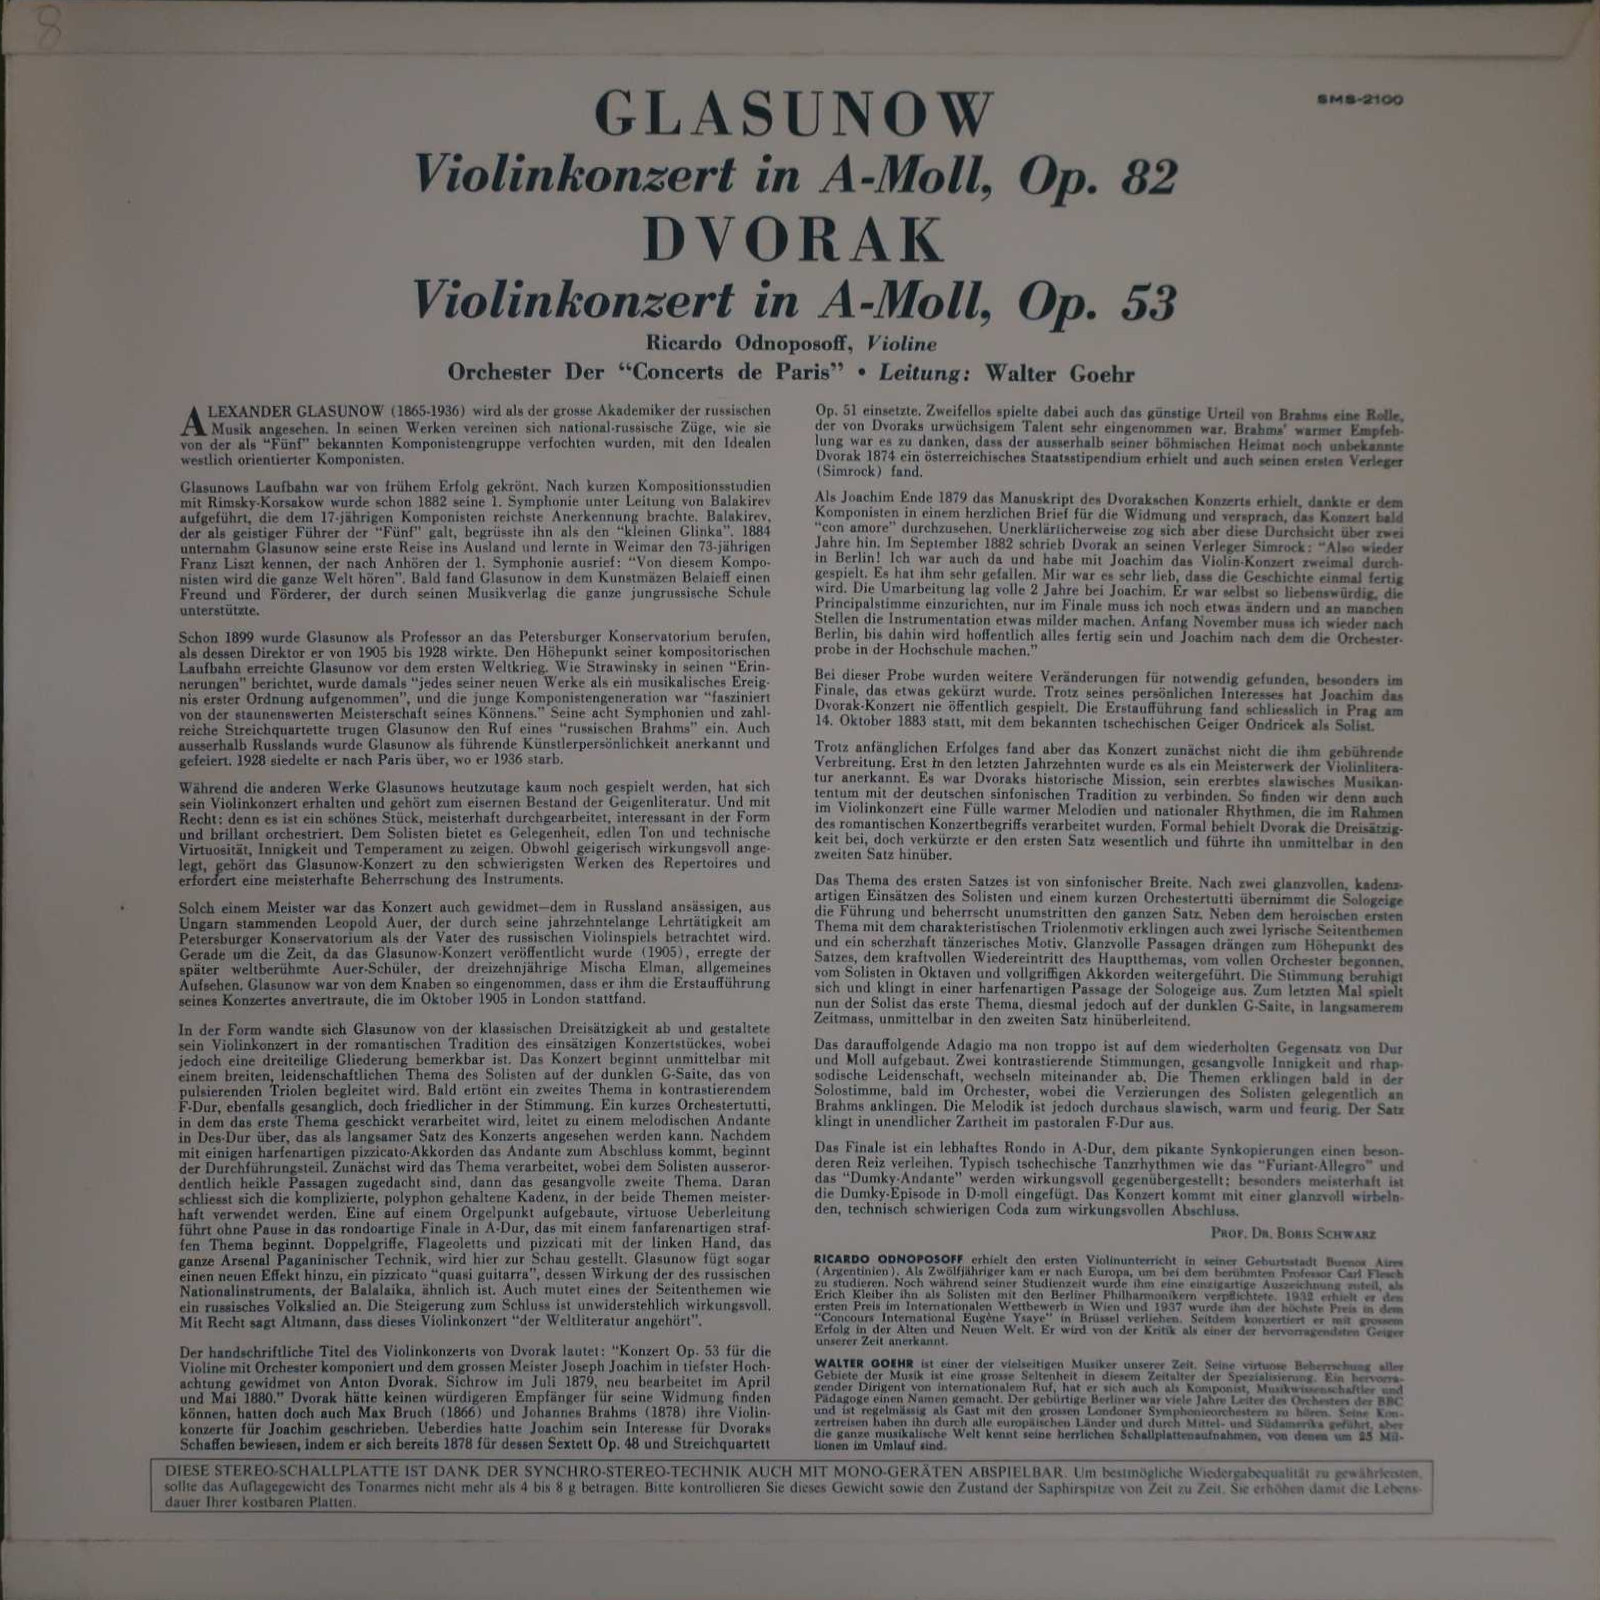 8
SMS-2100
GLASUNOW
Violinkonzert in A-Moll, Op. 82
DVORAK
Violinkonzert in A-Moll, Op. 53
Ricardo Odnoposoff, Violine
Orchester Der “Concerts de Paris” • Leitung: Walter Goehr
ALEXANDER GLASUNOW (1865-1936) wird als der grosse Akademiker der russischen
Musik angesehen. In seinen Werken vereinen sich national-russische Züge, wie sie
von der als “Fünf” bekannten Komponistengruppe verfochten wurden, mit den Idealen
westlich orientierter Komponisten.
Glasunows Laufbahn war von frühem Erfolg gekrönt. Nach kurzen Kompositionsstudien
mit Rimsky-Korsakow wurde schon 1882 seine 1. Symphonie unter Leitung von Balakirev
aufgeführt, die dem 17-jährigen Komponisten reichste Anerkennung brachte. Balakirev,
der als geistiger Führer der “Fünf” galt, begrüsste ihn als den “kleinen Glinka”. 1884
unternahm Glasunow seine erste Reise ins Ausland und lernte in Weimar den 73-jährigen
Franz Liszt kennen, der nach Anhören der 1. Symphonie ausrief: “Von diesem Kompo-
nisten wird die ganze Welt hören”. Bald fand Glasunow in dem Kunstmäzen Belaieff einen
Freund und Förderer, der durch seinen Musikverlag die ganze jungrussische Schule
unterstützte.
Schon 1899 wurde Glasunow als Professor an das Petersburger Konservatorium berufen,
als dessen Direktor er von 1905 bis 1928 wirkte. Den Höhepunkt seiner kompositorischen
Laufbahn erreichte Glasunow vor dem ersten Weltkrieg. Wie Strawinsky in seinen “Erin-
nerungen” berichtet, wurde damals “jedes seiner neuen Werke als ein musikalisches Ereig-
nis erster Ordnung aufgenommen”, und die junge Komponistengeneration war “fasziniert
von der staunenswerten Meisterschaft seines Könnens.” Seine acht Symphonien und zahl-
reiche Streichquartette trugen Glasunow den Ruf eines “russischen Brahms” ein. Auch
ausserhalb Russlands wurde Glasunow als führende Künstlerpersönlichkeit anerkannt und
gefeiert. 1928 siedelte er nach Paris über, wo er 1936 starb.
Während die anderen Werke Glasunows heutzutage kaum noch gespielt werden, hat sich
sein Violinkonzert erhalten und gehört zum eisernen Bestand der Geigenliteratur. Und mit
Recht: denn es ist ein schönes Stück, meisterhaft durchgearbeitet, interessant in der Form
und brillant orchestriert. Dem Solisten bietet es Gelegenheit, edlen Ton und technische
Virtuosität, Innigkeit und Temperament zu zeigen. Obwohl geigerisch wirkungsvoll ange-
legt, gehört das Glasunow-Konzert zu den schwierigsten Werken des Repertoires und
erfordert eine meisterhafte Beherrschung des Instruments.
Solch einem Meister war das Konzert auch gewidmet—dem in Russland ansässigen, aus
Ungarn stammenden Leopold Auer, der durch seine jahrzehntelange Lehrtätigkeit am
Petersburger Konservatorium als der Vater des russischen Violinspiels betrachtet wird.
Gerade um die Zeit, da das Glasunow-Konzert veröffentlicht wurde (1905), erregte der
später weltberühmte Auer-Schüler, der dreizehnjährige Mischa Elman, allgemeines
Aufsehen. Glasunow war von dem Knaben so eingenommen, dass er ihm die Erstaufführung
seines Konzertes anvertraute, die im Oktober 1905 in London stattfand.
In der Form wandte sich Glasunow von der klassischen Dreisätzigkeit ab und gestaltete
sein Violinkonzert in der romantischen Tradition des einsätzigen Konzertstückes, wobei
jedoch eine dreiteilige Gliederung bemerkbar ist. Das Konzert beginnt unmittelbar mit
einem breiten, leidenschaftlichen Thema des Solisten auf der dunklen G-Saite, das von
pulsierenden Triolen begleitet wird. Bald ertönt ein zweites Thema in kontrastierendem
F-Dur, ebenfalls gesanglich, doch friedlicher in der Stimmung. Ein kurzes Orchestertutti,
in dem das erste Thema geschickt verarbeitet wird, leitet zu einem melodischen Andante
in Des-Dur über, das als langsamer Satz des Konzerts angesehen werden kann. Nachdem
mit einigen harfenartigen pizzicato-Akkorden das Andante zum Abschluss kommt, beginnt
der Durchführungsteil. Zunächst wird das Thema verarbeitet, wobei dem Solisten ausseror-
dentlich heikle Passagen zugedacht sind, dann das gesangvolle zweite Thema. Daran
schliesst sich die komplizierte, polyphon gehaltene Kadenz, in der beide Themen meister-
haft verwendet werden. Eine auf einem Orgelpunkt aufgebaute, virtuose Ueberleitung
führt ohne Pause in das rondoartige Finale in A-Dur, das mit einem fanfarenartigen straf-
fen Thema beginnt. Doppelgriffe, Flageoletts und pizzicati mit der linken Hand, das
ganze Arsenal Paganinischer Technik, wird hier zur Schau gestellt. Glasunow fügt sogar
einen neuen Effekt hinzu, ein pizzicato “quasi guitarra”, dessen Wirkung der des russischen
Nationalinstruments, der Balalaika, ähnlich ist. Auch mutet eines der Seitenthemen wie
ein russisches Volkslied an. Die Steigerung zum Schluss ist unwiderstehlich wirkungsvoll.
Mit Recht sagt Altmann, dass dieses Violinkonzert “der Weltliteratur angehört”.
Der handschriftliche Titel des Violinkonzerts von Dvorak lautet: “Konzert Op. 53 für die
Violine mit Orchester komponiert und dem grossen Meister Joseph Joachim in tiefster Hoch-
achtung gewidmet von Anton Dvorak. Sichrow im Juli 1879, neu bearbeitet im April
und Mai 1880.” Dvorak hätte keinen würdigeren Empfänger für seine Widmung finden
können, hatten doch auch Max Bruch (1866) und Johannes Brahms (1878) ihre Violin-
konzerte für Joachim geschrieben. Ueberdies hatte Joachim sein Interesse für Dvoraks
Schaffen bewiesen, indem er sich bereits 1878 für dessen Sextett Op. 48 und Streichquartett
Op. 51 einsetzte. Zweifellos spielte dabei auch das günstige Urteil von Brahms eine Rolle,
der von Dvoraks urwüchsigem Talent sehr eingenommen war. Brahms’ warmer Empfeh-
lung war es zu danken, dass der ausserhalb seiner böhmischen Heimat noch unbekannte
Dvorak 1874 ein österreichisches Staatsstipendium erhielt und auch seinen ersten Verleger
(Simrock) fand.
Als Joachim Ende 1879 das Manuskript des Dvorakschen Konzerts erhielt, dankte er dem
Komponisten in einem herzlichen Brief für die Widmung und versprach, das Konzert bald
“con amore” durchzusehen. Unerklärlicherweise zog sich aber diese Durchsicht über zwei
Jahre hin. Im September 1882 schrieb Dvorak an seinen Verleger Simrock: “Also wieder
in Berlin! Ich war auch da und habe mit Joachim das Violin-Konzert zweimal durch-
gespielt. Es hat ihm sehr gefallen. Mir war es sehr lieb, dass die Geschichte einmal fertig
wird. Die Umarbeitung lag volle 2 Jahre bei Joachim. Er war selbst so liebenswürdig, die
Principalstimme einzurichten, nur im Finale muss ich noch etwas ändern und an manchen
Stellen die Instrumentation etwas milder machen. Anfang November muss ich wieder nach
Berlin, bis dahin wird hoffentlich alles fertig sein und Joachim nach dem die Orchester-
probe in der Hochschule machen.”
Bei dieser Probe wurden weitere Veränderungen für notwendig gefunden, besonders im
Finale, das etwas gekürzt wurde. Trotz seines persönlichen Interesses hat Joachim das
Dvorak-Konzert nie öffentlich gespielt. Die Erstaufführung fand schliesslich in Prag am
14. Oktober 1883 statt, mit dem bekannten tschechischen Geiger Ondricek als Solist.
Trotz anfänglichen Erfolges fand aber das Konzert zunächst nicht die ihm gebührende
Verbreitung. Erst in den letzten Jahrzehnten wurde es als ein Meisterwerk der Violinlitera-
tur anerkannt. Es war Dvoraks historische Mission, sein ererbtes slawisches Musikan-
tentum mit der deutschen sinfonischen Tradition zu verbinden. So finden wir denn auch
im Violinkonzert eine Fülle warmer Melodien und nationaler Rhythmen, die im Rahmen
des romantischen Konzertbegriffs verarbeitet wurden. Formal behielt Dvorak die Dreisätzig-
keit bei, doch verkürzte er den ersten Satz wesentlich und führte ihn unmittelbar in den
zweiten Satz hinüber.
Das Thema des ersten Satzes ist von sinfonischer Breite. Nach zwei glanzvollen, kadenz-
artigen Einsätzen des Solisten und einem kurzen Orchestertutti übernimmt die Sologeige
die Führung und beherrscht unumstritten den ganzen Satz. Neben dem heroischen ersten
Thema mit dem charakteristischen Triolenmotiv erklingen auch zwei lyrische Seitenthemen
und ein scherzhaft tänzerisches Motiv. Glanzvolle Passagen drängen zum Höhepunkt des
Satzes, dem kraftvollen Wiedereintritt des Hauptthemas, vom vollen Orchester begonnen,
vom Solisten in Oktaven und vollgriffigen Akkorden weitergeführt. Die Stimmung beruhigt
sich und klingt in einer harfenartigen Passage der Sologeige aus. Zum letzten Mal spielt
nun der Solist das erste Thema, diesmal jedoch auf der dunklen G-Saite, in langsamerem
Zeitmass, unmittelbar in den zweiten Satz hinüberleitend.
Das darauffolgende Adagio ma non troppo ist auf dem wiederholten Gegensatz von Dur
und Moll aufgebaut. Zwei kontrastierende Stimmungen, gesangvolle Innigkeit und rhap-
sodische Leidenschaft, wechseln miteinander ab. Die Themen erklingen bald in der
Solostimme, bald im Orchester, wobei die Verzierungen des Solisten gelegentlich an
Brahms anklingen. Die Melodik ist jedoch durchaus slawisch, warm und feurig. Der Satz
klingt in unendlicher Zartheit im pastoralen F-Dur aus.
Das Finale ist ein lebhaftes Rondo in A-Dur, dem pikante Synkopierungen einen beson-
deren Reiz verleihen. Typisch tschechische Tanzrhythmen wie das “Furiant-Allegro” und
das “Dumky-Andante” werden wirkungsvoll gegenübergestellt; besonders meisterhaft ist
die Dumky-Episode in D-moll eingefügt. Das Konzert kommt mit einer glanzvoll wirbeln-
den, technisch schwierigen Coda zum wirkungsvollen Abschluss.
PROF. DR. BORIS SCHWARZ
RICARDO ODNOPOSOFF erhielt den ersten Violinunterricht in seiner Geburtsstadt Buenos Aires
(Argentinien). Als Zwölfjähriger kam er nach Europa, um bei dem berühmten Professor Carl Flesch
zu studieren. Noch während seiner Studienzeit wurde ihm eine einzigartige Auszeichnung zuteil, als
Erich Kleiber ihn als Solisten mit den Berliner Philharmonikern verpflichtete. 1932 erhielt er den
ersten Preis im Internationalen Wettbewerb in Wien und 1937 wurde ihm der höchste Preis in dem
“Concours International Eugène Ysaye” in Brüssel verliehen. Seitdem konzertiert er mit grossem
Erfolg in der Alten und Neuen Welt. Er wird von der Kritik als einer der hervorragendsten Geiger
unserer Zeit anerkannt.
WALTER GOEHR ist einer der vielseitigen Musiker unserer Zeit. Seine virtuose Beherrschung aller
Gebiete der Musik ist eine grosse Seltenheit in diesem Zeitalter der Spezialisierung. Ein hervorra-
gender Dirigent von internationalem Ruf, hat er sich auch als Komponist, Musikwissenschaftler und
Pädagoge einen Namen gemacht. Der gebürtige Berliner war viele Jahre Leiter des Orchesters der BBC
und ist regelmässig als Gast mit den grossen Londoner Symphonieorchestern zu hören. Seine Kon-
zertreisen haben ihn durch alle europäischen Länder und durch Mittel- und Südamerika geführt, aber
die ganze musikalische Welt kennt seine herrlichen Schallplattenaufnahmen, von denen um 25 Mil-
lionen im Umlauf sind.
DIESE STEREO-SCHALLPLATTE IST DANK DER SYNCHRO-STEREO-TECHNIK AUCH MIT MONO-GERÄTEN ABSPIELBAR. Um bestmögliche Wiedergabequalität zu gewährleisten,
sollte das Auflagegewicht des Tonarmes nicht mehr als 4 bis 8 g betragen. Bitte kontrollieren Sie dieses Gewicht sowie den Zustand der Saphirspitze von Zeit zu Zeit. Sie erhöhen damit die Lebens-
dauer Ihrer kostbaren Platten.